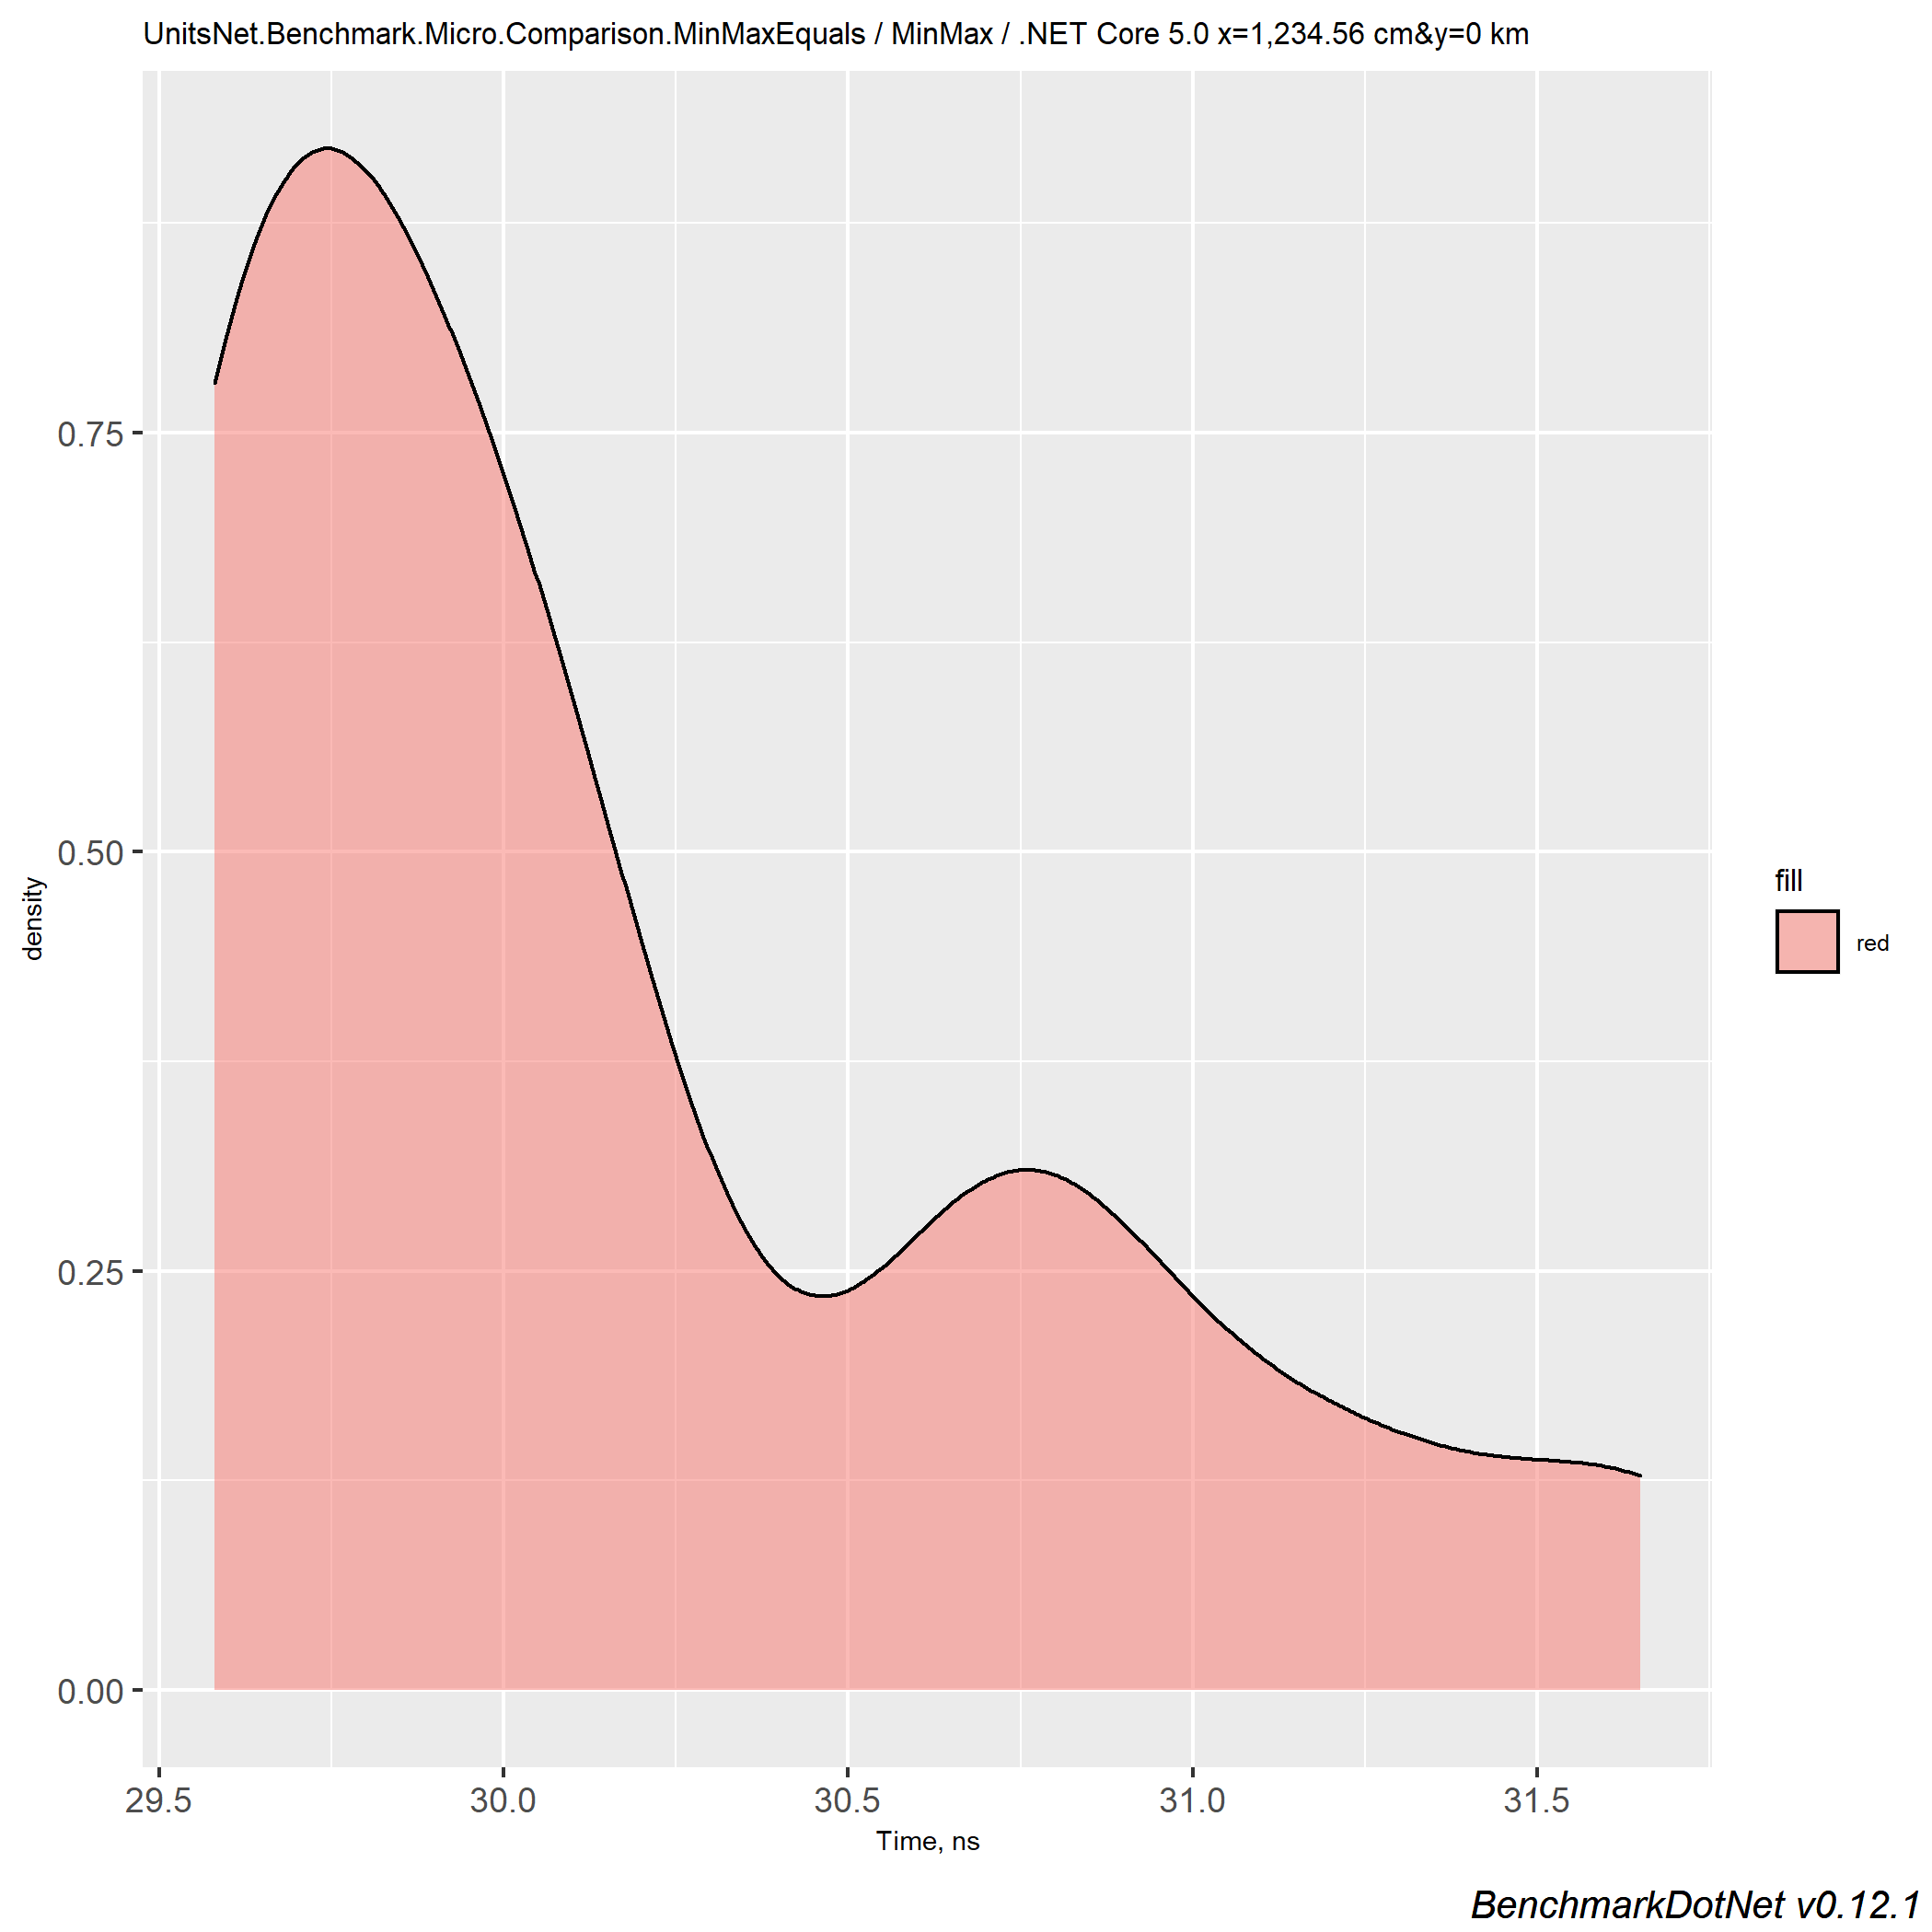 UnitsNet.Benchmark.Micro.Comparison.MinMaxEquals / MinMax / .NET Core 5.0 x=1,234.56 cm&y=0 km
0.75
0.50
0.25
0.00
density
29.5 30.0 30.5 31.0 31.5
Time, ns
fill
red
BenchmarkDotNet v0.12.1